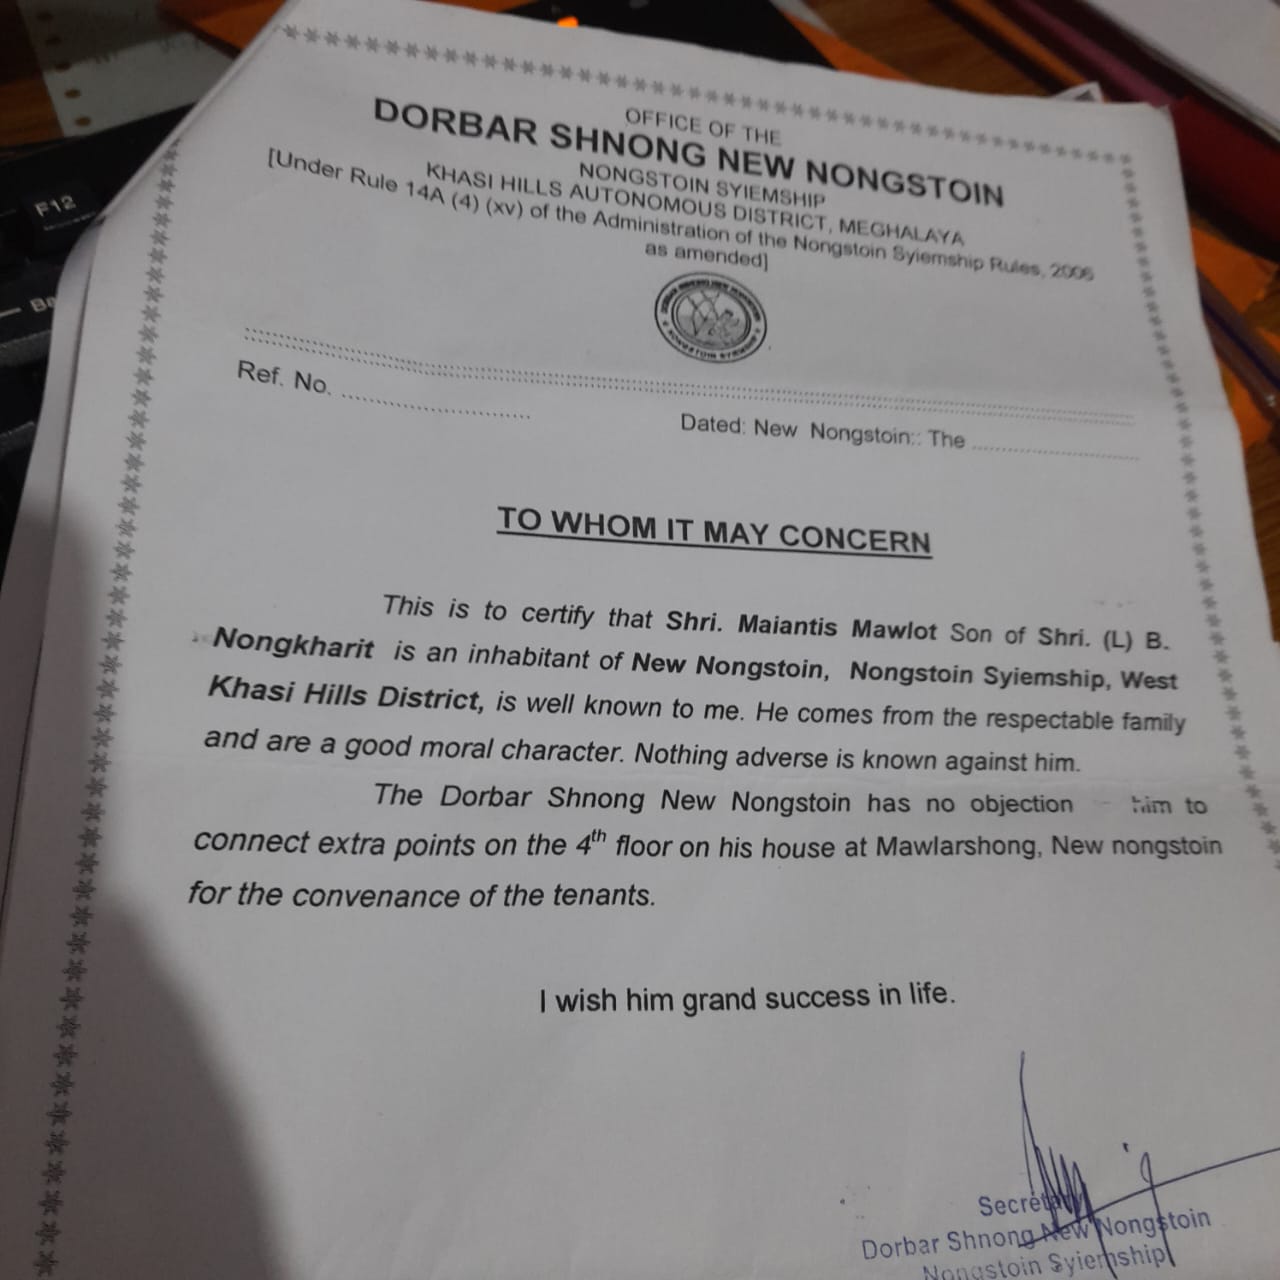 F12
OFFICE OF THE
DORBAR SHNONG NEW NONGSTOIN
NONGSTOIN SYIEMSHIP
KHASI HILLS AUTONOMOUS DISTRICT, MEGHALAYA
[Under Rule 14A (4) (xv) of the Administration of the Nongstoin Syiemship Rules, 2006
as amended]
Ref. No. ..............................
Dated: New Nongstoin:: The ..............................
TO WHOM IT MAY CONCERN
This is to certify that Shri. Maiantis Mawlot Son of Shri. (L) B.
Nongkharit is an inhabitant of New Nongstoin, Nongstoin Syiemship, West
Khasi Hills District, is well known to me. He comes from the respectable family
and are a good moral character. Nothing adverse is known against him.
The Dorbar Shnong New Nongstoin has no objection him to
connect extra points on the 4th floor on his house at Mawlarshong, New nongstoin
for the convenance of the tenants.
I wish him grand success in life.
Secretary
Dorbar Shnong New Nongstoin
Nongstoin Syiemship